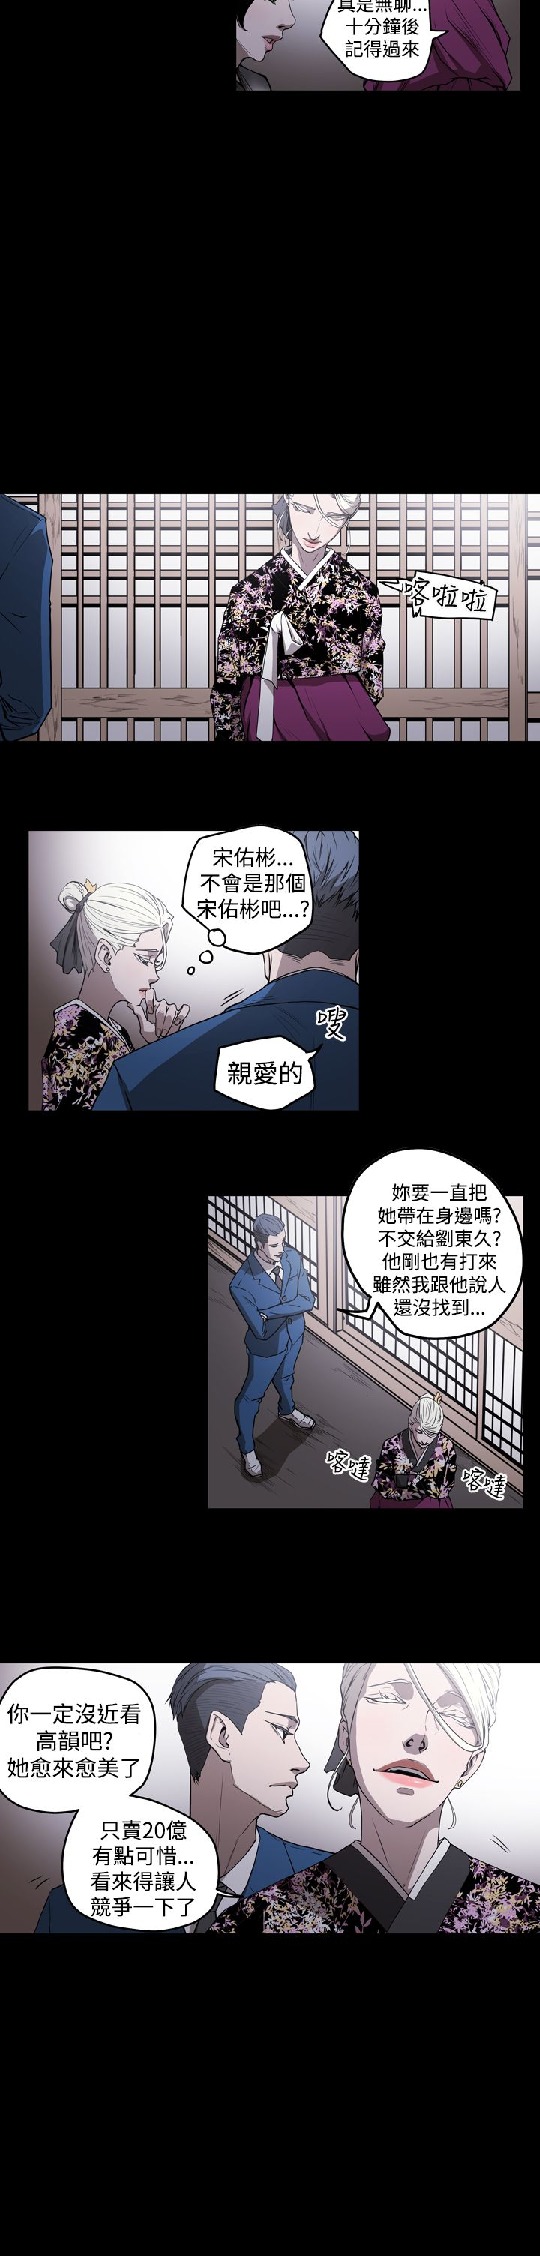 真是無聊...
十分鐘後
記得過來
喀啦啦
宋佑彬...
不會是那個
宋佑彬吧...?
嗖
親愛的
妳要一直把
她帶在身邊嗎?
不交給劉東久?
他剛也有打來
雖然我跟他說人
還沒找到...
喀噠
喀噠
你一定沒近看
高韻吧?
她愈來愈美了
只賣20億
有點可惜...
看來得讓人
競爭一下了